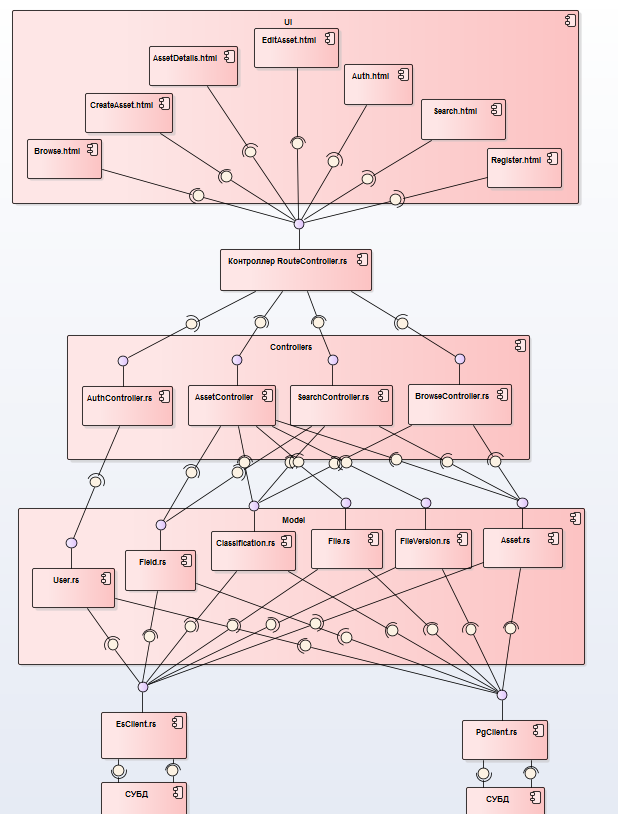 UI
EditAsset.html
AssetDetails.html
Auth.html
CreateAsset.html
Search.html
Browse.html
Register.html
Контроллер RouteController.rs
Controllers
AuthController.rs
AssetController
SearchController.rs
BrowseController.rs
Model
Classification.rs
File.rs
FileVersion.rs
Asset.rs
Field.rs
User.rs
EsClient.rs
PgClient.rs
СУБД
СУБД